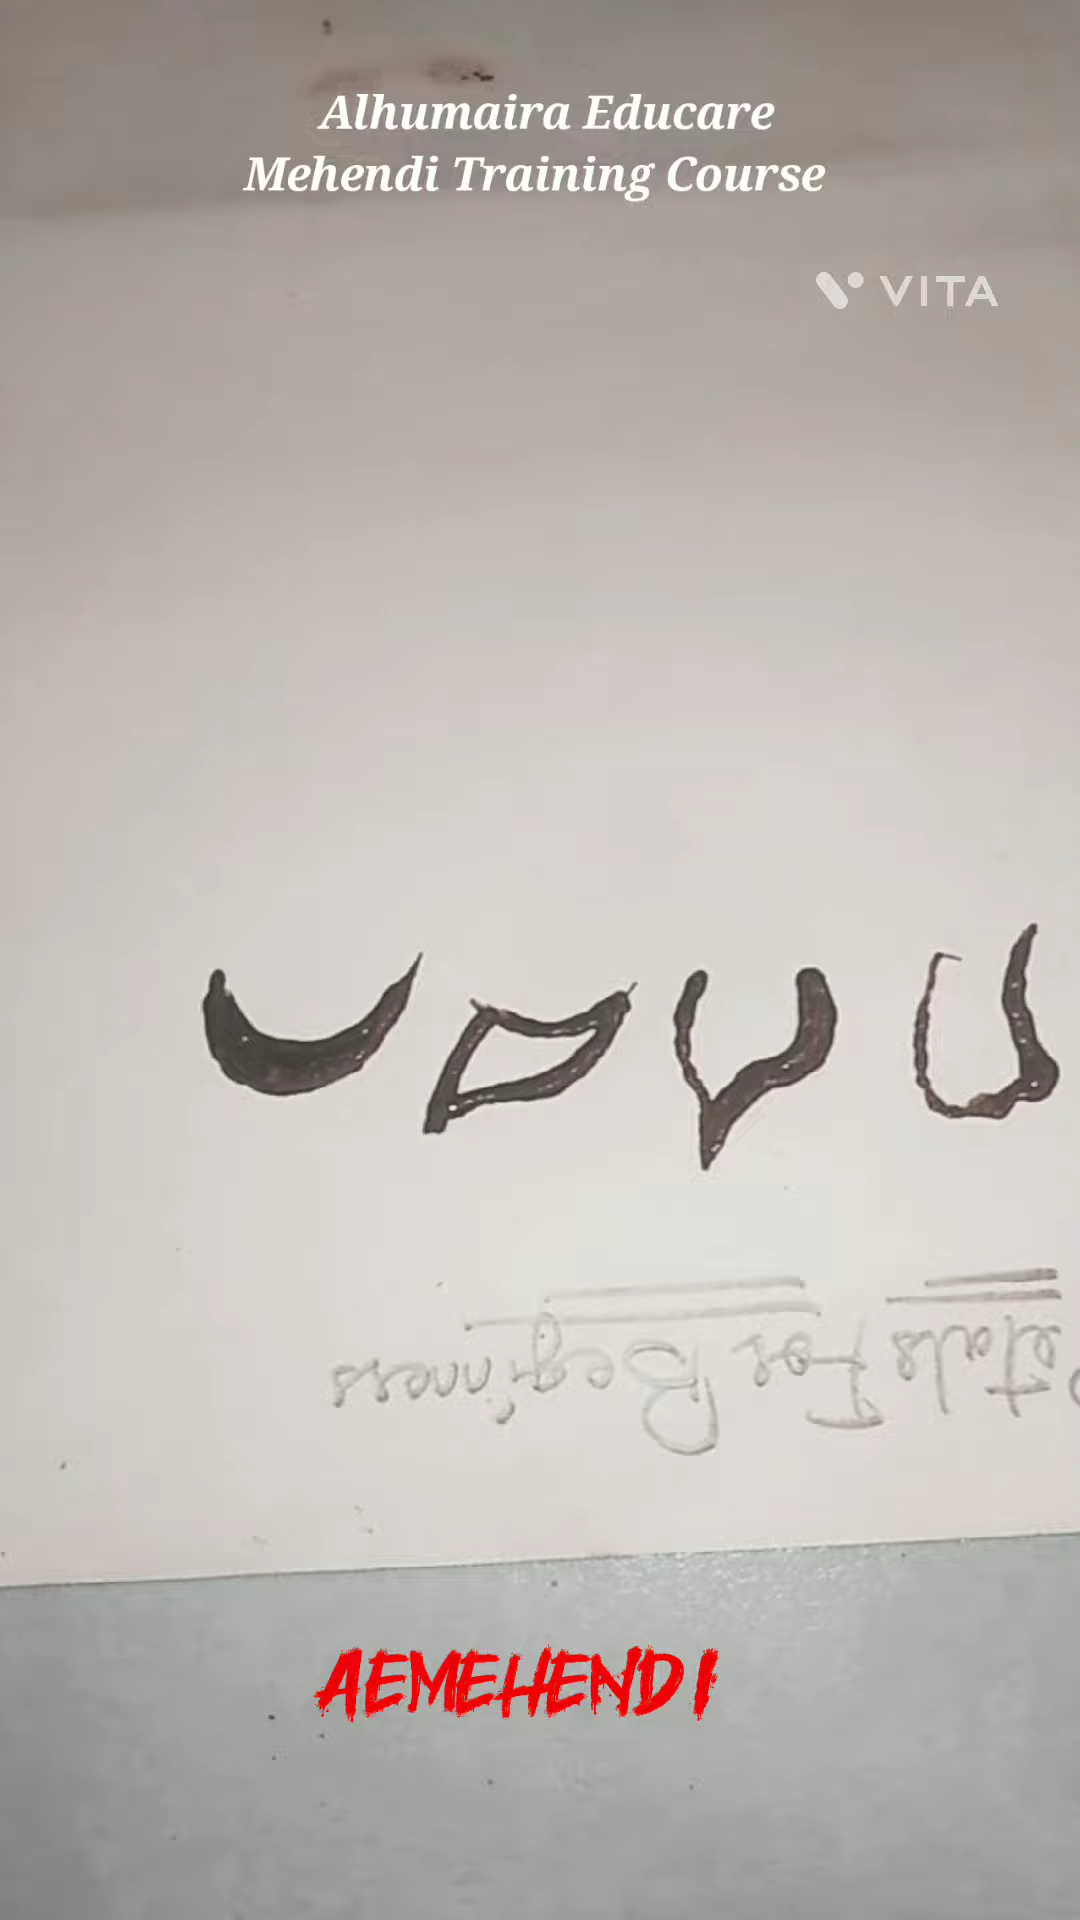 Alhumaira Educare
Mehendi Training Course
VITA
Petals For Beginners
AEMEHENDI